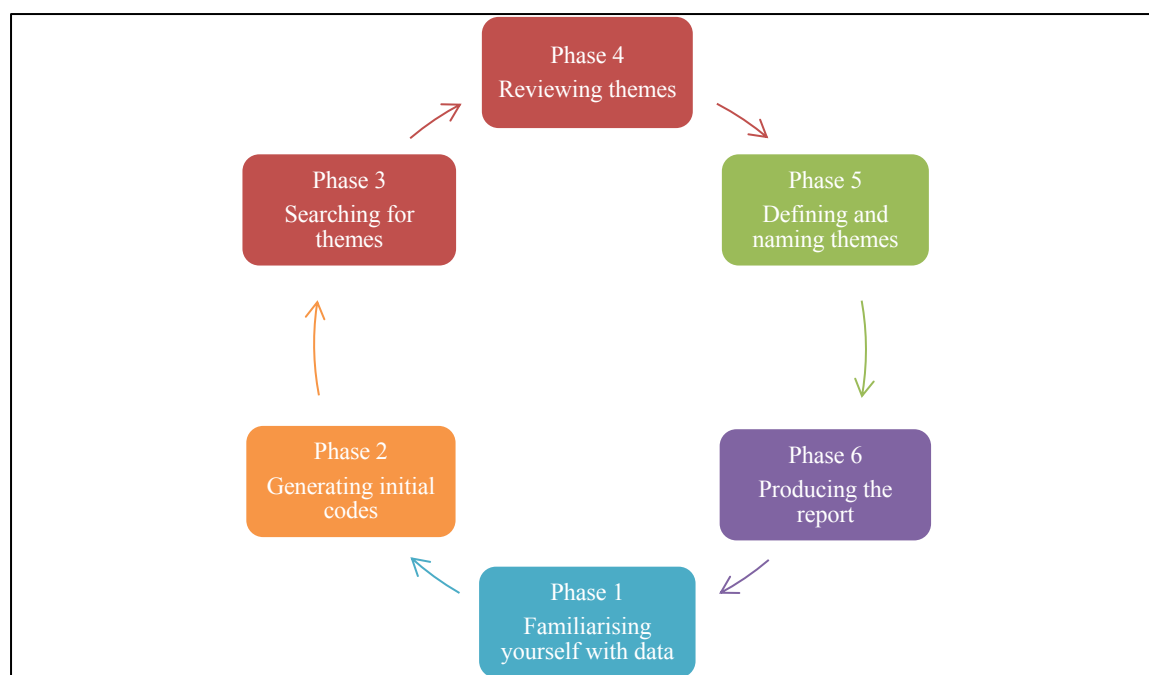 Phase 4
Reviewing themes
Phase 3
Searching for
themes
Phase 5
Defining and
naming themes
Phase 2
Generating initial
codes
Phase 6
Producing the
report
Phase 1
Familiarising
yourself with data